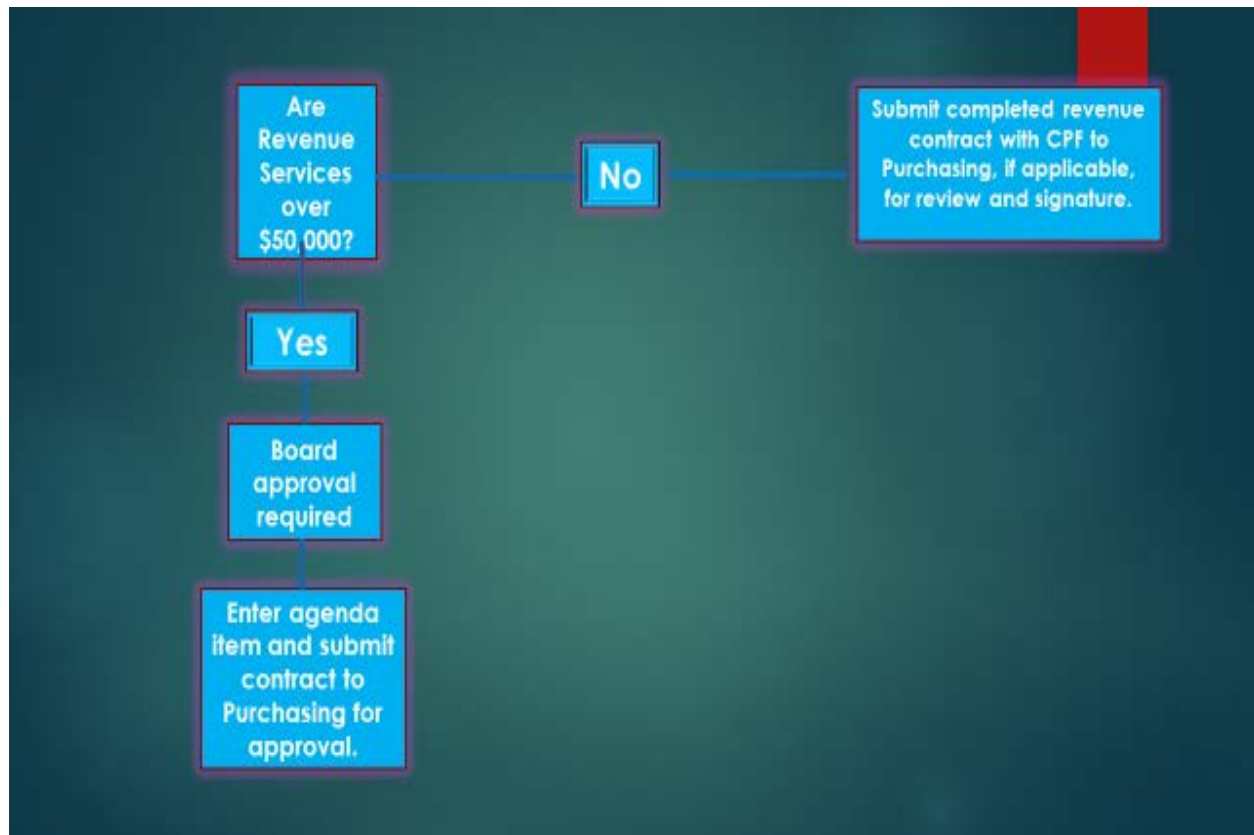 Are
Revenue
Services
over
$50,000?
No
Submit completed revenue
contract with CPF to
Purchasing, if applicable,
for review and signature.
Yes
Board
approval
required
Enter agenda
item and submit
contract to
Purchasing for
approval.